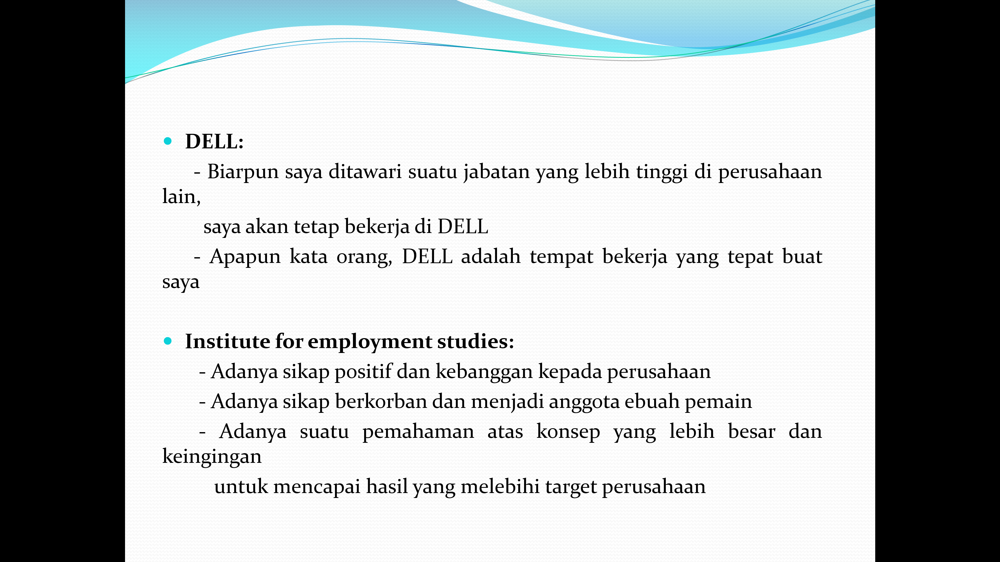 • DELL:
- Biarpun saya ditawari suatu jabatan yang lebih tinggi di perusahaan
lain,
saya akan tetap bekerja di DELL
- Apapun kata orang, DELL adalah tempat bekerja yang tepat buat
saya
• Institute for employment studies:
- Adanya sikap positif dan kebanggan kepada perusahaan
- Adanya sikap berkorban dan menjadi anggota ebuah pemain
- Adanya suatu pemahaman atas konsep yang lebih besar dan
keingingan
untuk mencapai hasil yang melebihi target perusahaan